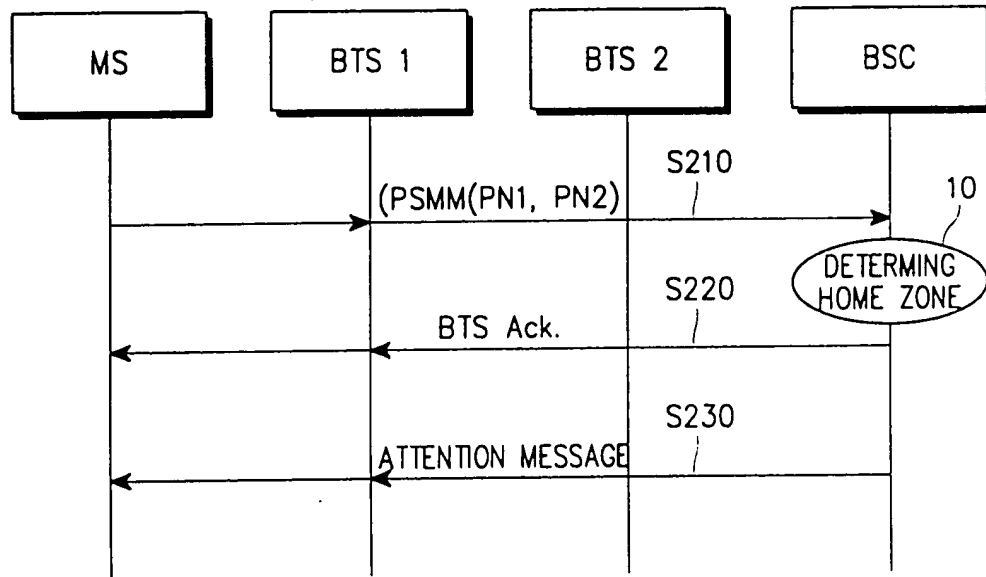 MS
BTS 1
BTS 2
BSC
S210
(PSMM(PN1, PN2)
10
DETERMING
HOME ZONE
S220
BTS Ack.
S230
ATTENTION MESSAGE